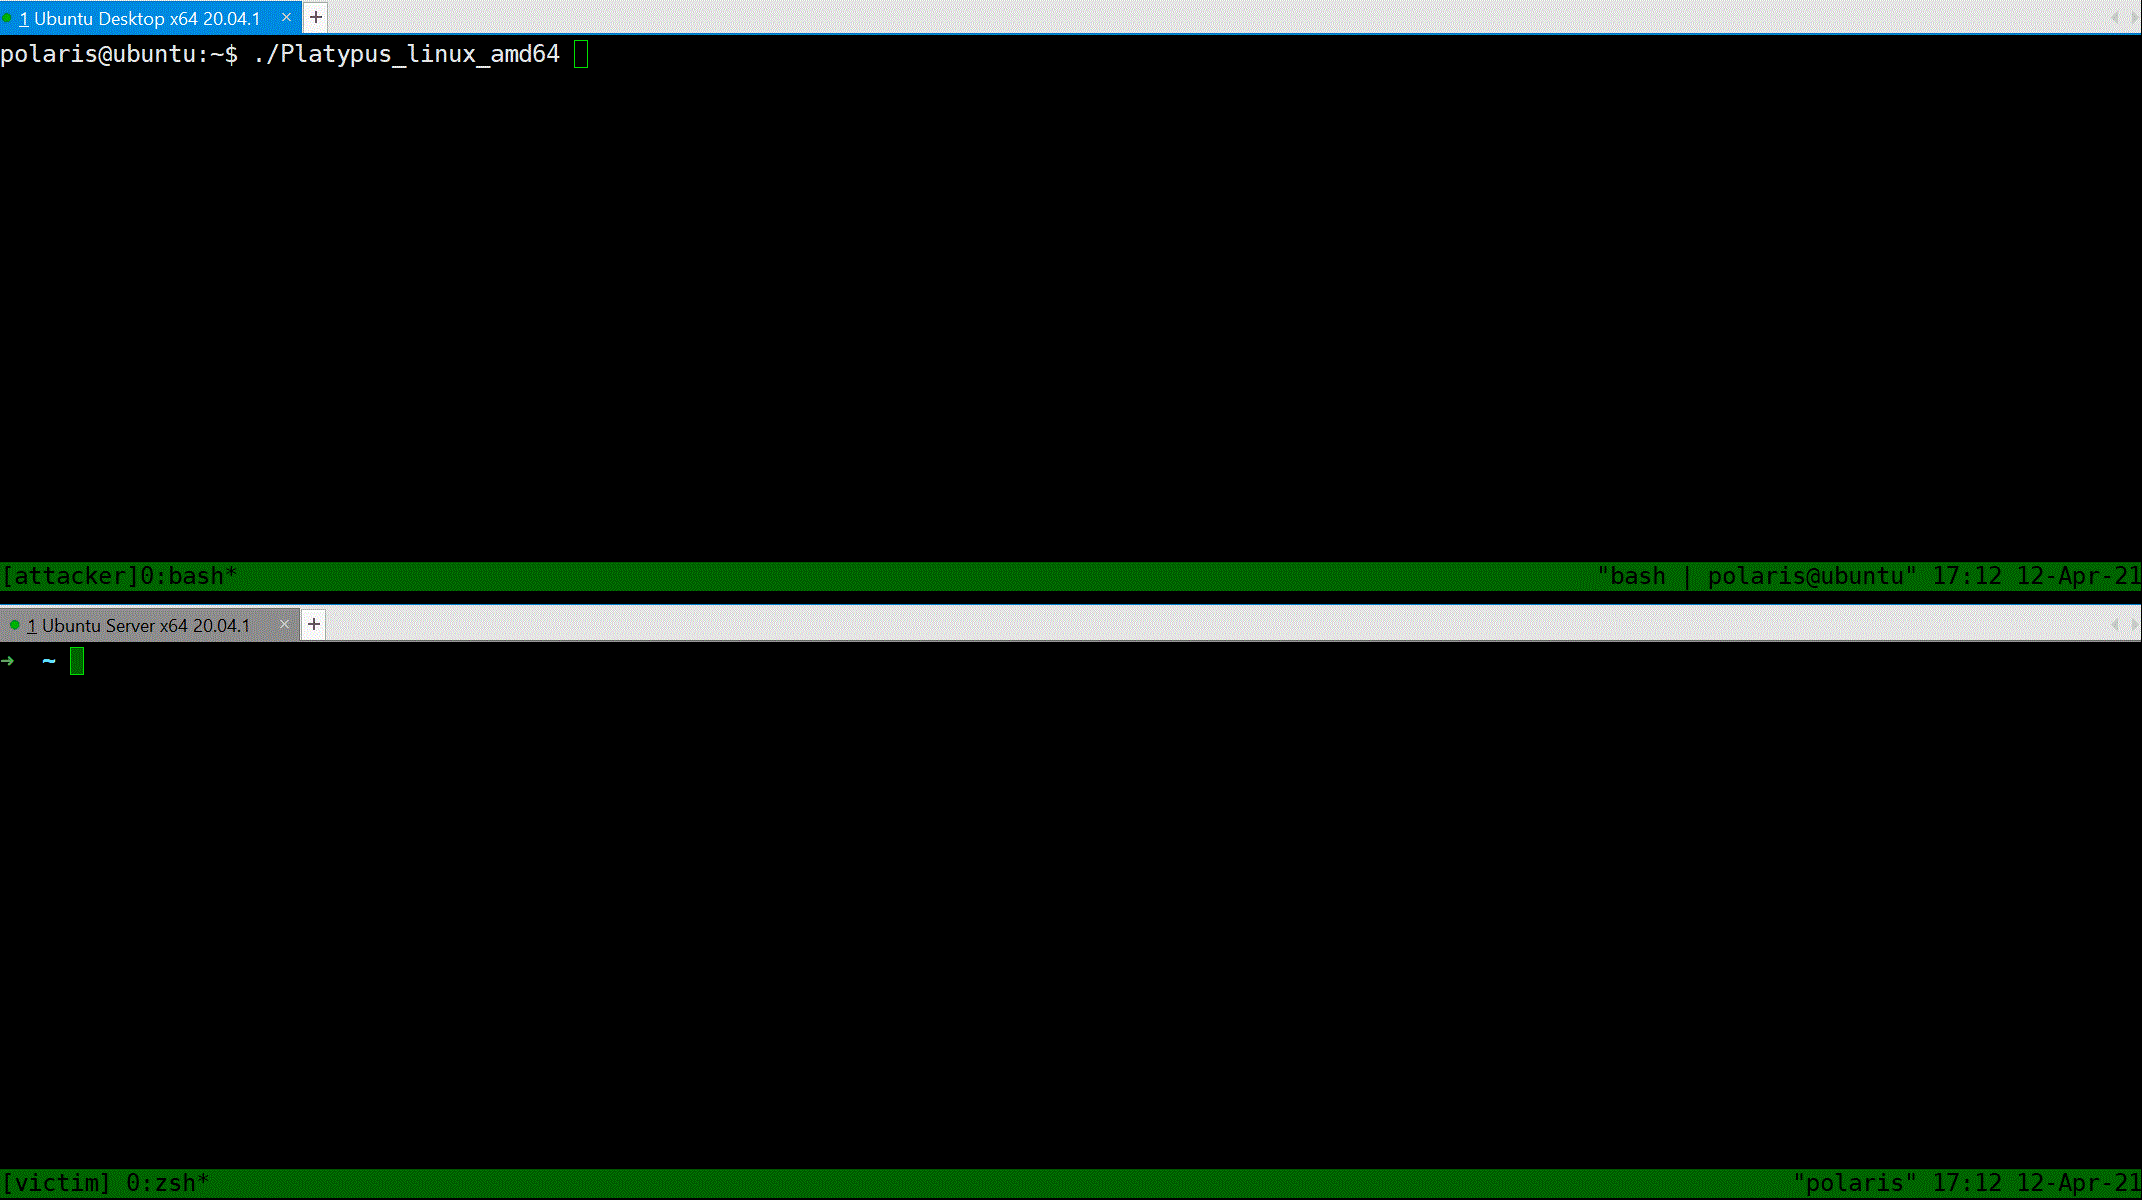 1 Ubuntu Desktop x64 20.04.1 × +
polaris@ubuntu:~$ ./Platypus_linux_amd64
[attacker]0:bash* "bash | polaris@ubuntu" 17:12 12-Apr-21
1 Ubuntu Server x64 20.04.1 × +
➜ ~
[victim] 0:zsh* "polaris" 17:12 12-Apr-21